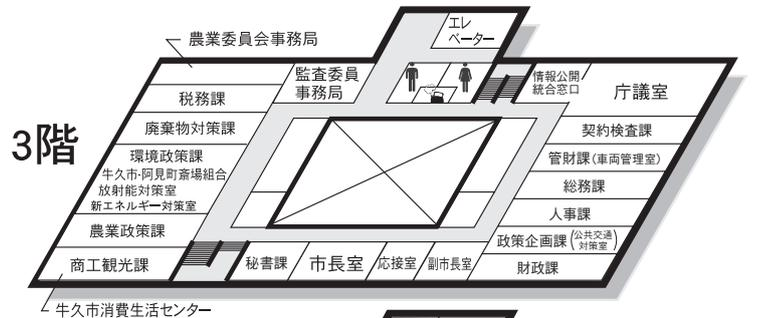 3階
農業委員会事務局
税務課
廃棄物対策課
環境政策課
牛久市・阿見町斎場組合
放射能対策室
新エネルギー対策室
農業政策課
商工観光課
牛久市消費生活センター
監査委員
事務局
エレ
ベーター
情報公開
統合窓口
庁議室
契約検査課
管財課(車両管理室)
総務課
人事課
政策企画課(公共交通
対策室)
財政課
秘書課
市長室
応接室
副市長室